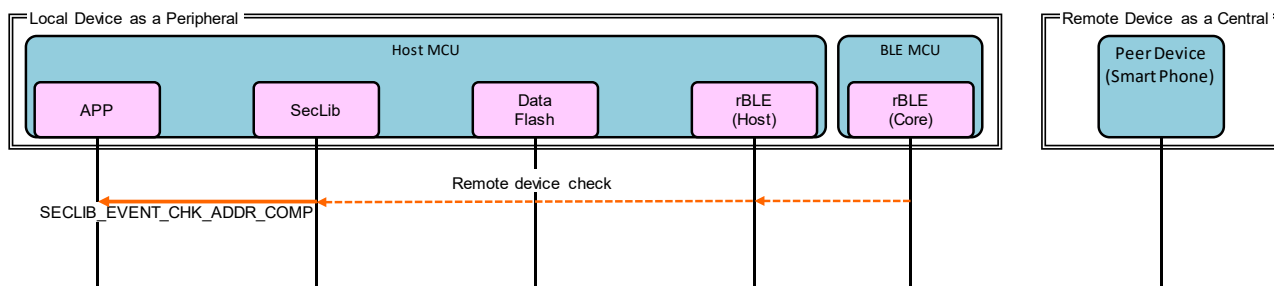 Local Device as a Peripheral
Remote Device as a Central
Host MCU
BLE MCU
Peer Device
(Smart Phone)
APP
SecLib
Data
Flash
rBLE
(Host)
rBLE
(Core)
Remote device check
SECLIB_EVENT_CHK_ADDR_COMP